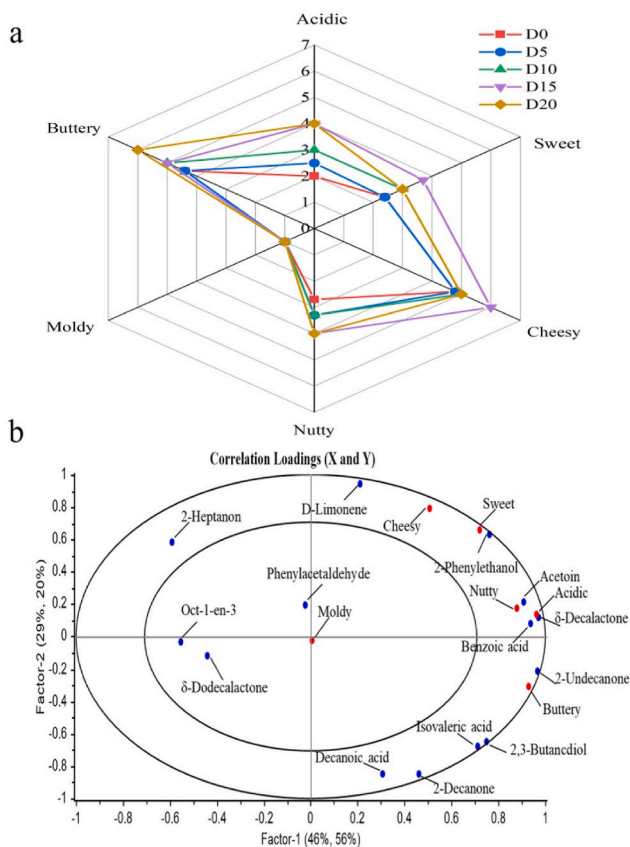 a
Acidic
7
6
5
4
3
2
1
0
D0
D5
D10
D15
D20
Buttery
Sweet
Moldy
Cheesy
Nutty
b
Correlation Loadings (X and Y)
Factor-2 (29%, 20%)
1
0.8
0.6
0.4
0.2
0
-0.2
-0.4
-0.6
-0.8
-1
D-Limonene
Cheesy
Sweet
2-Heptanon
2-Phenylethanol
Phenylacetaldehyde
Acetoin
Nutty
Acidic
Oct-1-en-3
Moldy
δ-Decalactone
Benzoic acid
δ-Dodecalactone
2-Undecanone
Buttery
Isovaleric acid
2,3-Butancdiol
Decanoic acid
2-Decanone
-1 -0.8 -0.6 -0.4 -0.2 0 0.2 0.4 0.6 0.8 1
Factor-1 (46%, 56%)